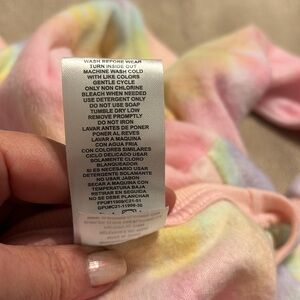 WASH BEFORE WEAR
TURN INSIDE OUT
MACHINE WASH COLD
WITH LIKE COLORS
GENTLE CYCLE
ONLY NON CHLORINE
BLEACH WHEN NEEDED
USE DETERGENT ONLY
DO NOT USE SOAP
TUMBLE DRY LOW
REMOVE PROMPTLY
DO NOT IRON
LAVAR ANTES DE PONER
PONER AL REVES
LAVAR A MAQUINA
CON AGUA FRIA
CON COLORES SIMILARES
CICLO DELICADO USAR
SOLAMENTE CLORO
BLANQUEADOR
SI ES NECESARIO USAR
DETERGENTE SOLAMANTE
NO USAR JABON
SECAR A MAQUINA CON
TEMPERATURA BAJA
RETIRAR EN SEGUIDA
NO SE DEBE PLANCHAR